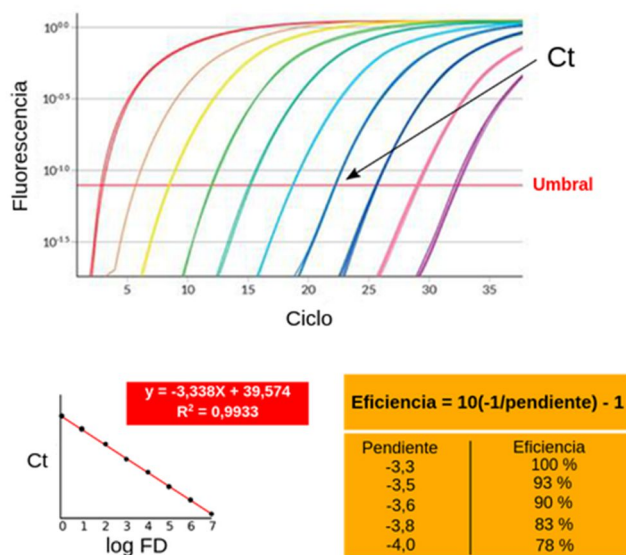 10^0.0
10^-0.5
10^-1.0
10^-1.5
Fluorescencia
Ct
Umbral
5 10 15 20 25 30 35
Ciclo
y = -3,338X + 39,574
R² = 0,9933
Ct
0 1 2 3 4 5 6 7
log FD
Eficiencia = 10(-1/pendiente) - 1
Pendiente Eficiencia
-3,3 100 %
-3,5 93 %
-3,6 90 %
-3,8 83 %
-4,0 78 %